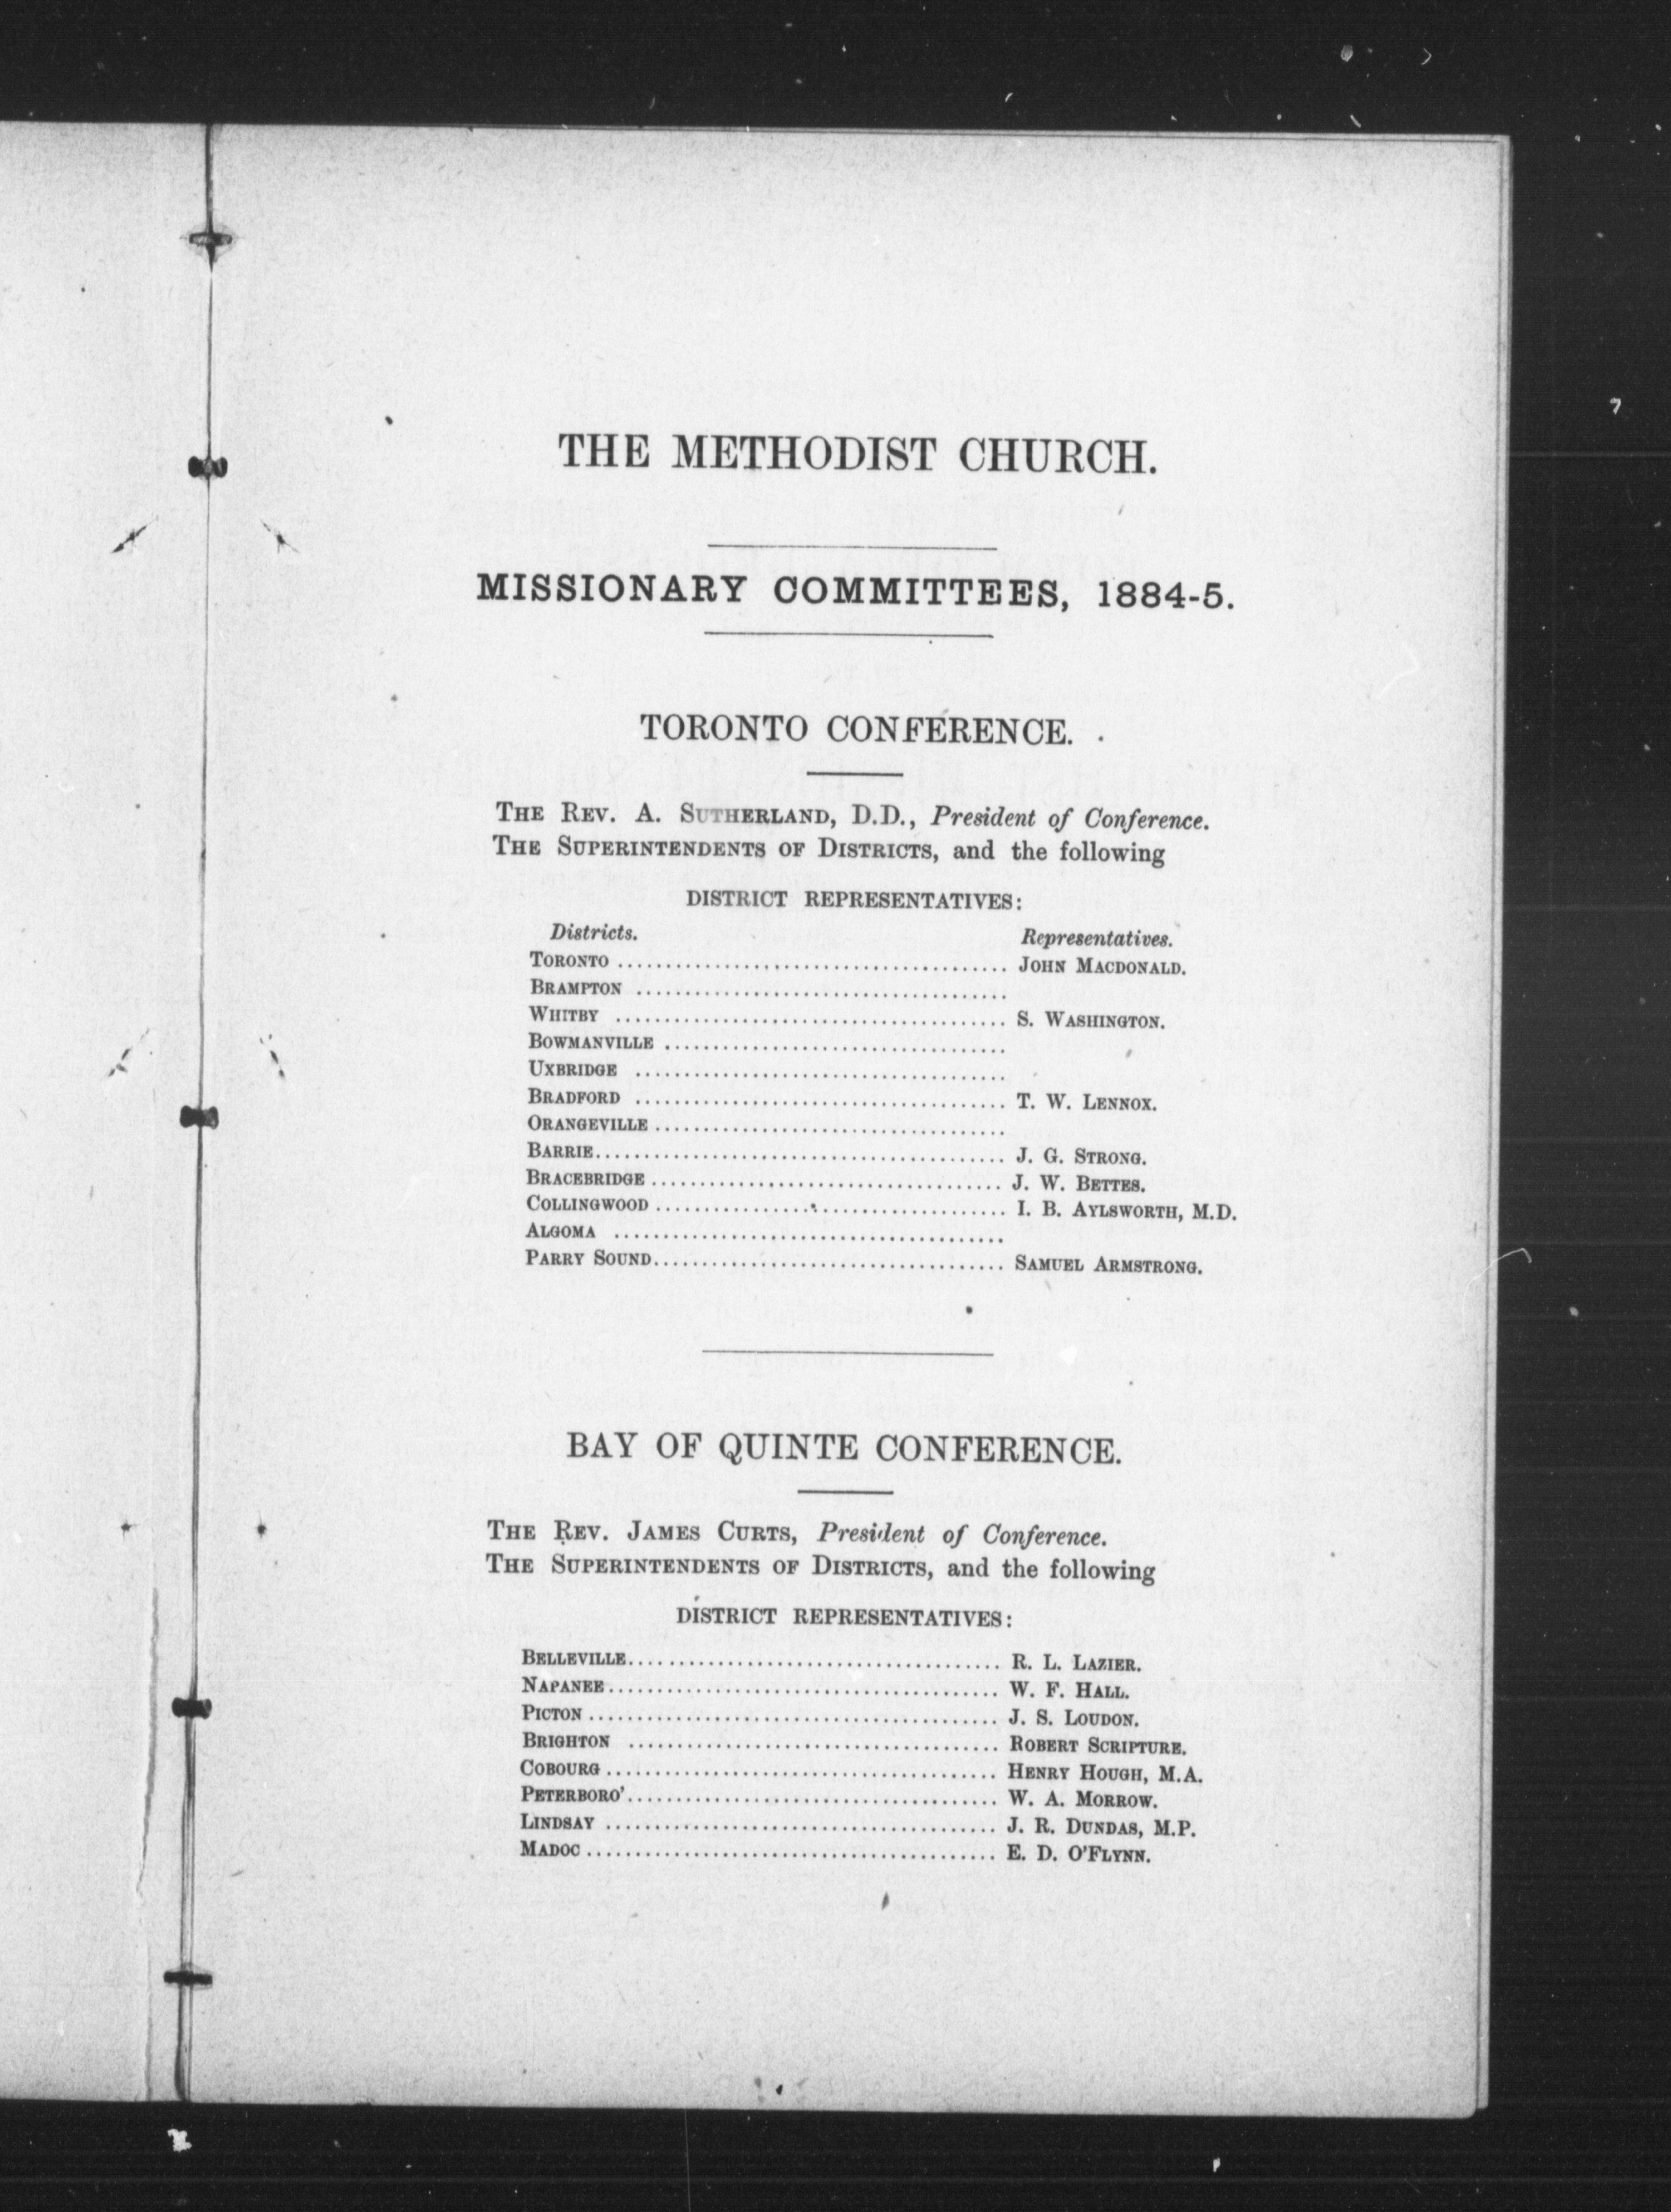 THE METHODIST CHURCH.
MISSIONARY COMMITTEES, 1884-5.
TORONTO CONFERENCE.
THE REV. A. SUTHERLAND, D.D., President of Conference.
THE SUPERINTENDENTS OF DISTRICTS, and the following
DISTRICT REPRESENTATIVES:
Districts. Representatives.
TORONTO ........................................ JOHN MACDONALD.
BRAMPTON ......................................
WHITBY ........................................ S. WASHINGTON.
BOWMANVILLE ...................................
UXBRIDGE ......................................
BRADFORD ...................................... T. W. LENNOX.
ORANGEVILLE ....................................
BARRIE.......................................... J. G. STRONG.
BRACEBRIDGE .................................... J. W. BETTES.
COLLINGWOOD .................................... I. B. AYLSWORTH, M.D.
ALGOMA ........................................
PARRY SOUND.................................... SAMUEL ARMSTRONG.
BAY OF QUINTE CONFERENCE.
THE REV. JAMES CURTS, President of Conference.
THE SUPERINTENDENTS OF DISTRICTS, and the following
DISTRICT REPRESENTATIVES:
BELLEVILLE...................................... R. L. LAZIER.
NAPANEE........................................ W. F. HALL.
PICTON .......................................... J. S. LOUDON.
BRIGHTON ...................................... ROBERT SCRIPTURE.
COBOURG ........................................ HENRY HOUGH, M.A.
PETERBORO'...................................... W. A. MORROW.
LINDSAY ........................................ J. R. DUNDAS, M.P.
MADOC .......................................... E. D. O'FLYNN.